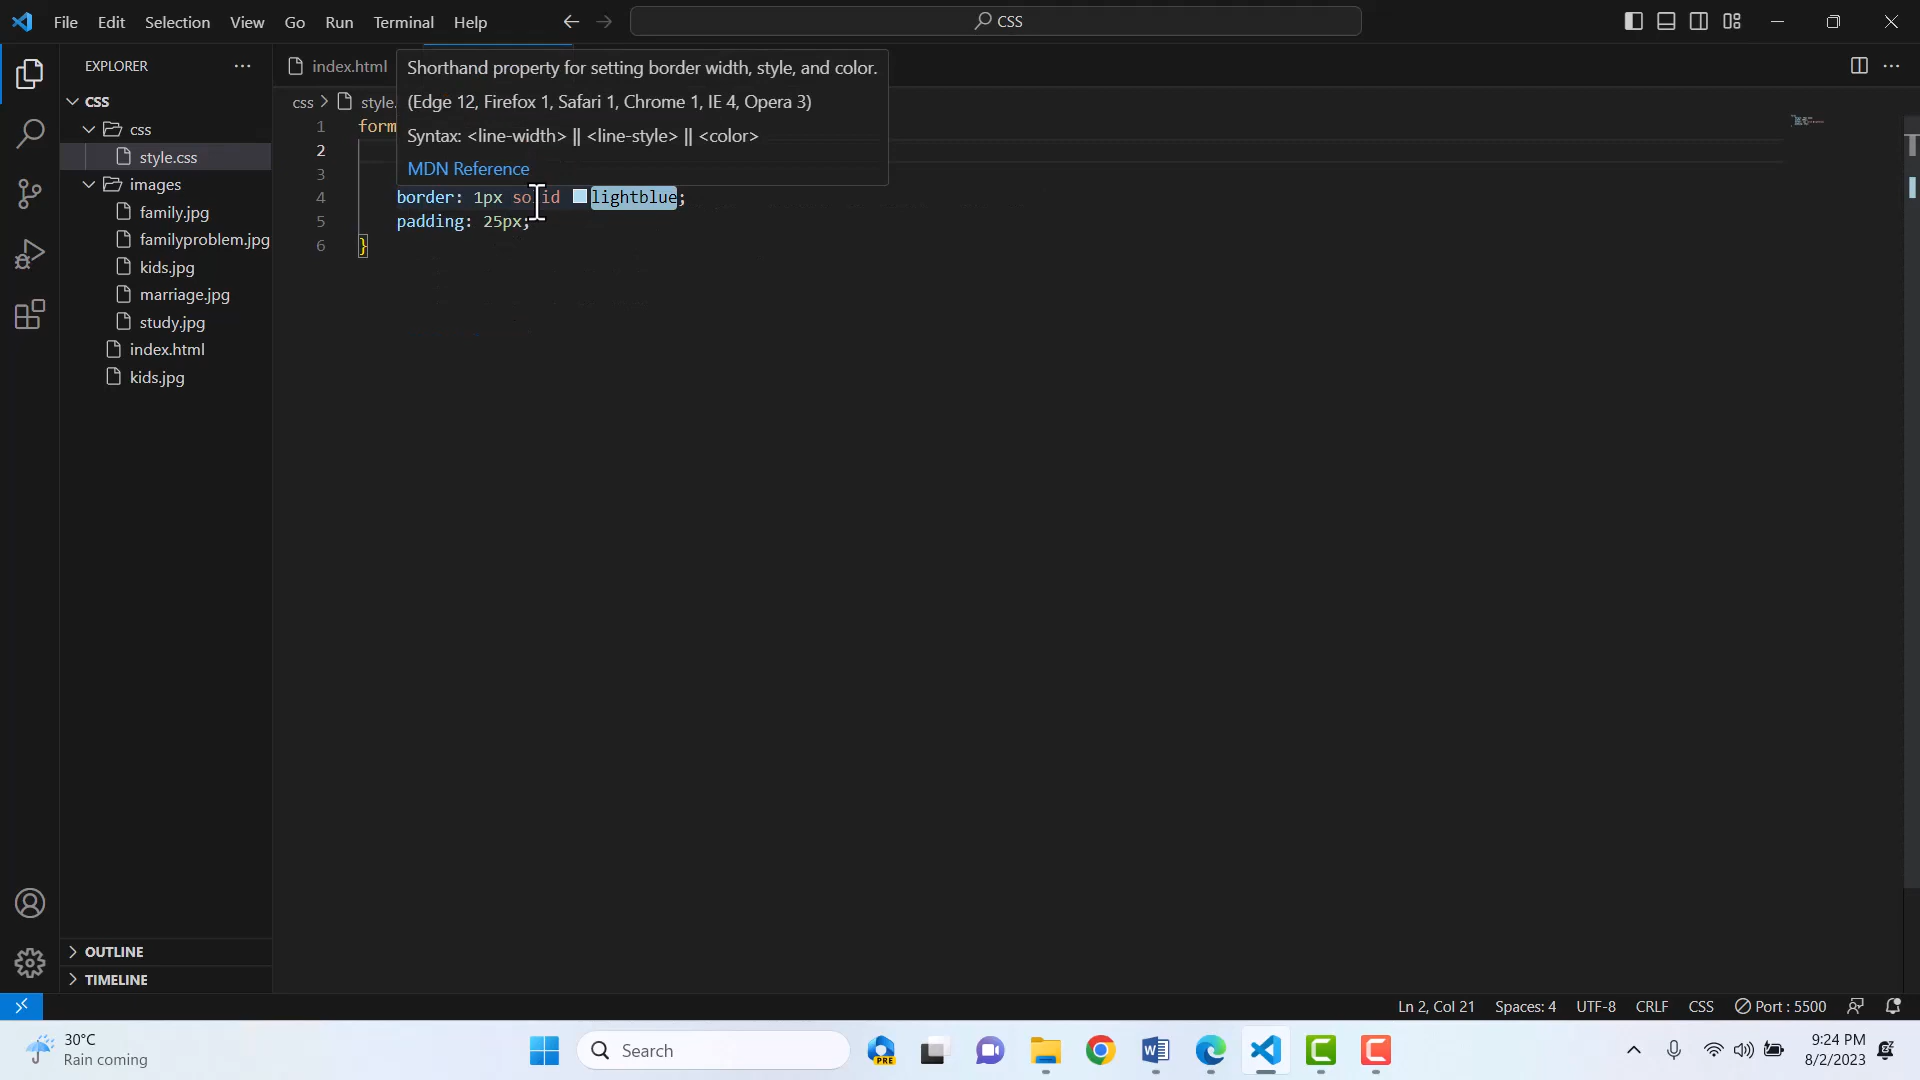 File Edit Selection View Go Run Terminal Help
CSS
EXPLORER
CSS
css
style.css
images
family.jpg
familyproblem.jpg
kids.jpg
marriage.jpg
study.jpg
index.html
kids.jpg
OUTLINE
TIMELINE
index.html
css > style.
Shorthand property for setting border width, style, and color.
(Edge 12, Firefox 1, Safari 1, Chrome 1, IE 4, Opera 3)
Syntax: <line-width> || <line-style> || <color>
MDN Reference
1 form
2
3
4 border: 1px solid lightblue;
5 padding: 25px;
6 }
Ln 2, Col 21 Spaces: 4 UTF-8 CRLF CSS Port : 5500
30°C
Rain coming
Search
PRE
9:24 PM
8/2/2023